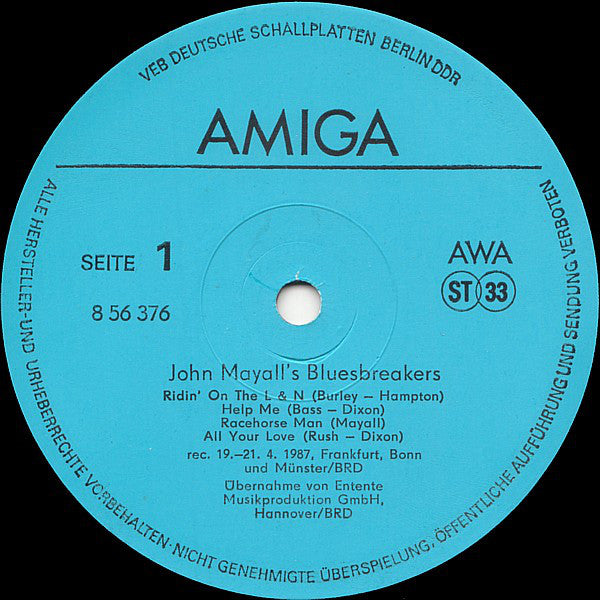 VEB DEUTSCHE SCHALLPLATTEN BERLIN DDR
AMIGA
SEITE 1
8 56 376
AWA
ST 33
John Mayall's Bluesbreakers
Ridin' On The L & N (Burley – Hampton)
Help Me (Bass – Dixon)
Racehorse Man (Mayall)
All Your Love (Rush – Dixon)
rec. 19.–21. 4. 1987, Frankfurt, Bonn
und Münster/BRD
Übernahme von Entente
Musikproduktion GmbH,
Hannover/BRD
ALLE HERSTELLER-UND URHEBERRECHTE VORBEHALTEN·NICHT GENEHMIGTE ÜBERSPIELUNG, ÖFFENTLICHE AUFFÜHRUNG UND SENDUNG VERBOTEN